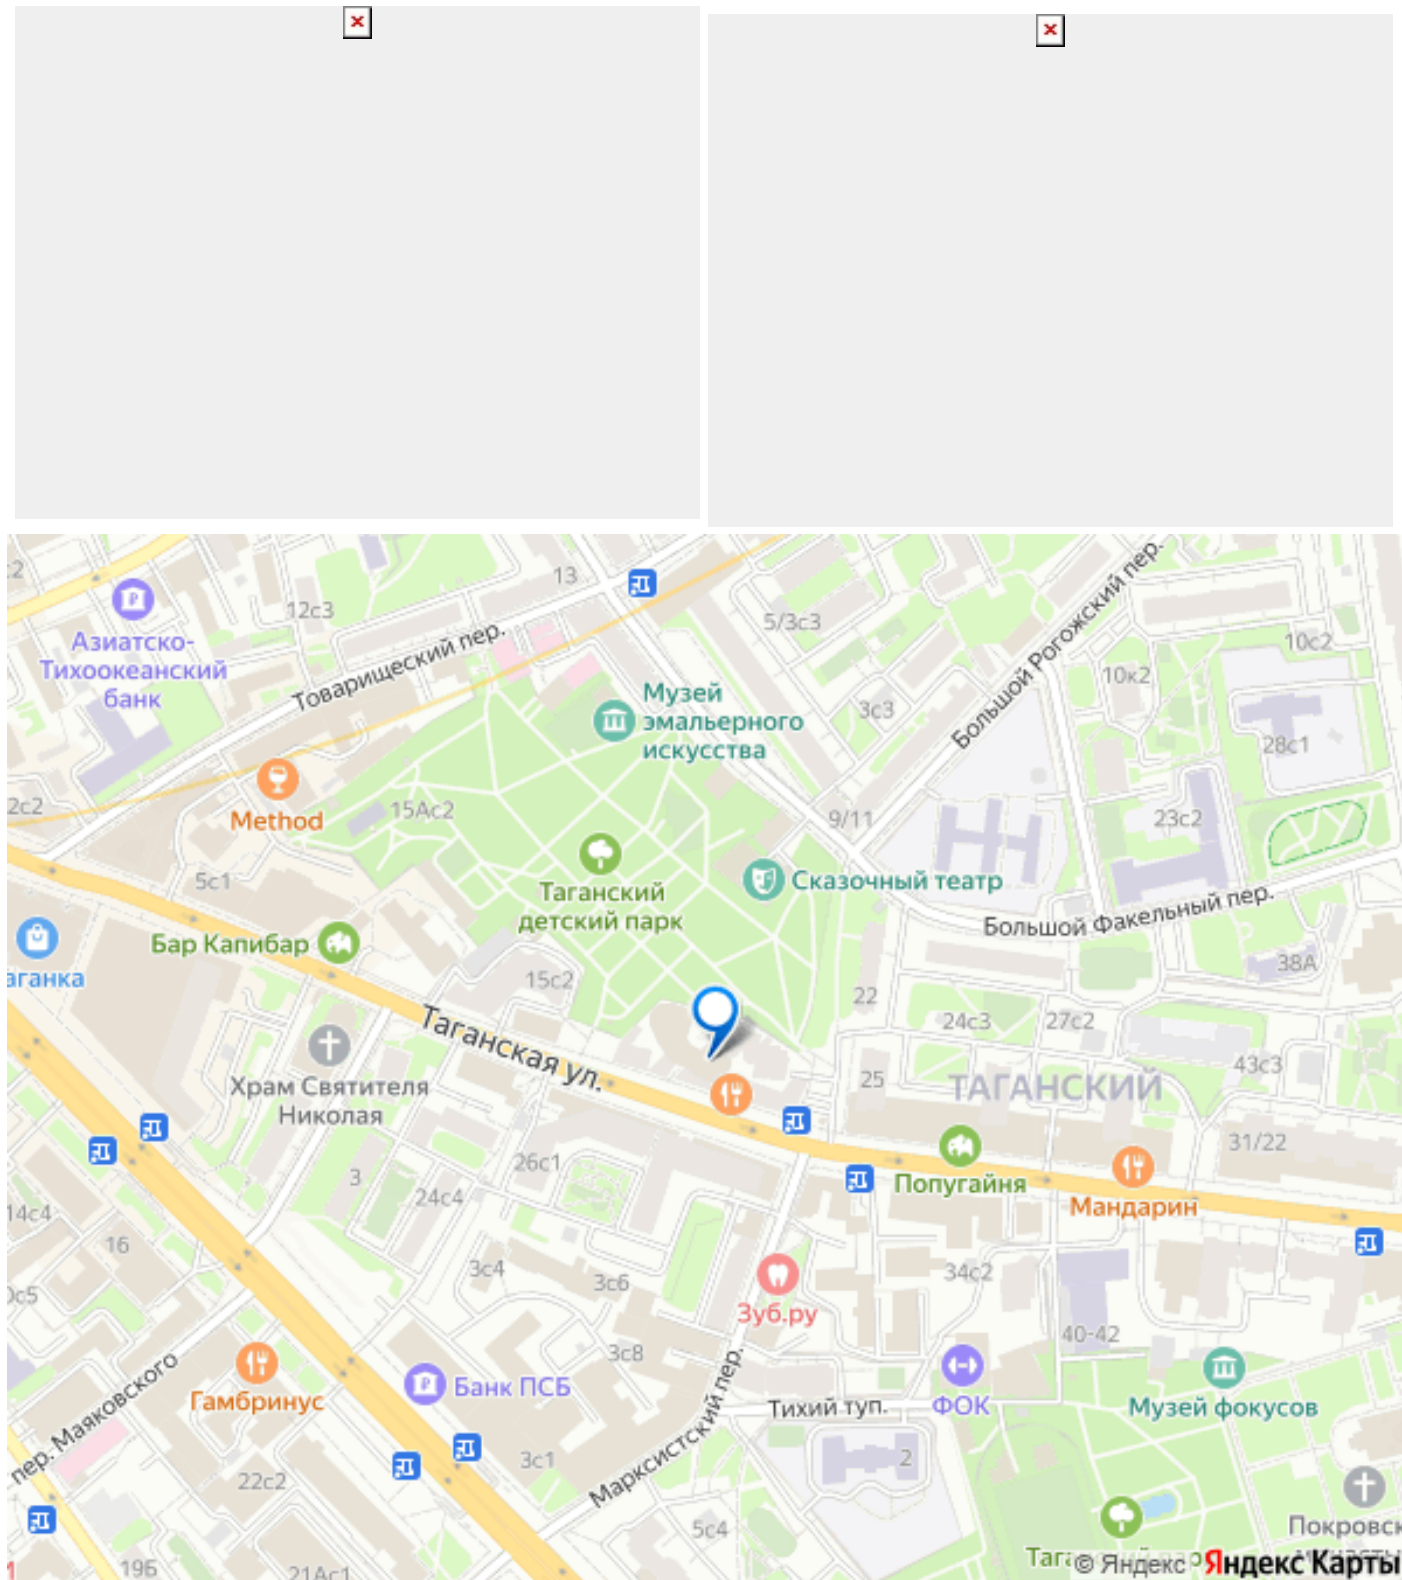 13
12с3
5/3с3
Азиатско-
Тихоокеанский
банк
Товарищеский пер.
Большой Рогожский пер.
10с2
10к2
Музей
эмальерного
искусства
3с3
28с1
2с2
Method
15Ас2
9/11
23с2
5с1
Таганский
детский парк
Сказочный театр
Большой Факельный пер.
Бар Капибар
аганка
15с2
38А
22
24с3
27с2
Таганская ул.
Храм Святителя
Николая
25
ТАГАНСКИЙ
43с3
26с1
31/22
3
24с4
Попугайня
Мандарин
14с4
16
3с4
3с6
34с2
Зуб.ру
40-42
3с8
Гамбринус
Банк ПСБ
ФОК
Музей фокусов
пер. Маяковского
Марксистский пер.
Тихий туп.
3с1
2
22с2
5с4
Покровск
19Б
21Ас1
© Яндекс Яндекс Карты